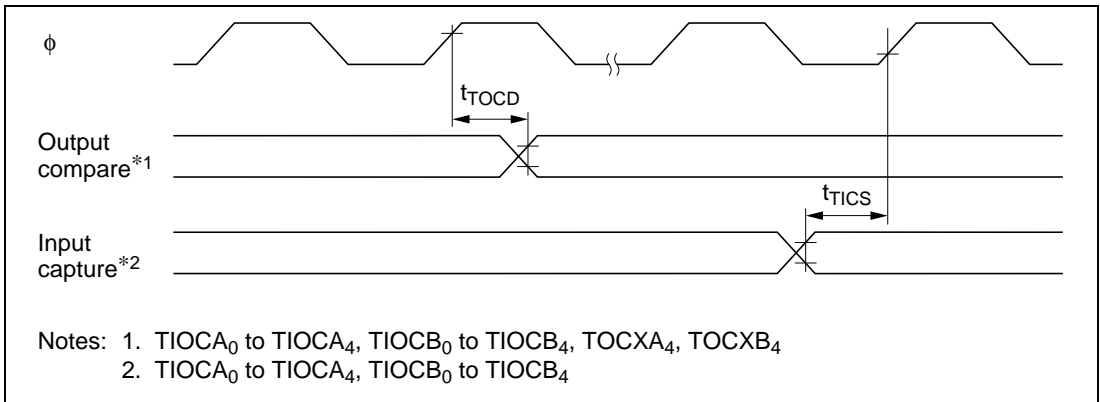 ϕ
tTOCD
Output
compare*1
tTICS
Input
capture*2
Notes: 1. TIOCA0 to TIOCA4, TIOCB0 to TIOCB4, TOCXA4, TOCXB4
2. TIOCA0 to TIOCA4, TIOCB0 to TIOCB4